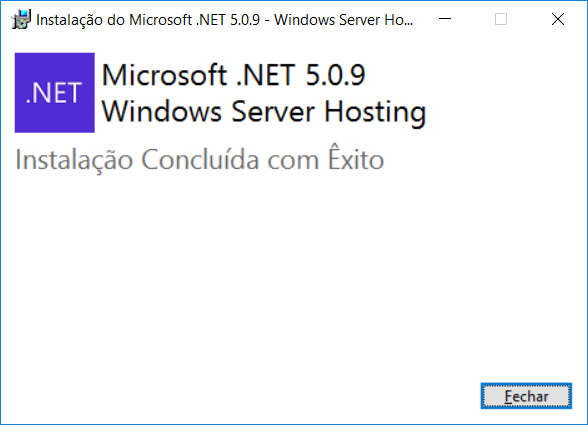 Instalação do Microsoft .NET 5.0.9 - Windows Server Ho...
.NET
Microsoft .NET 5.0.9
Windows Server Hosting
Instalação Concluída com Êxito
Fechar